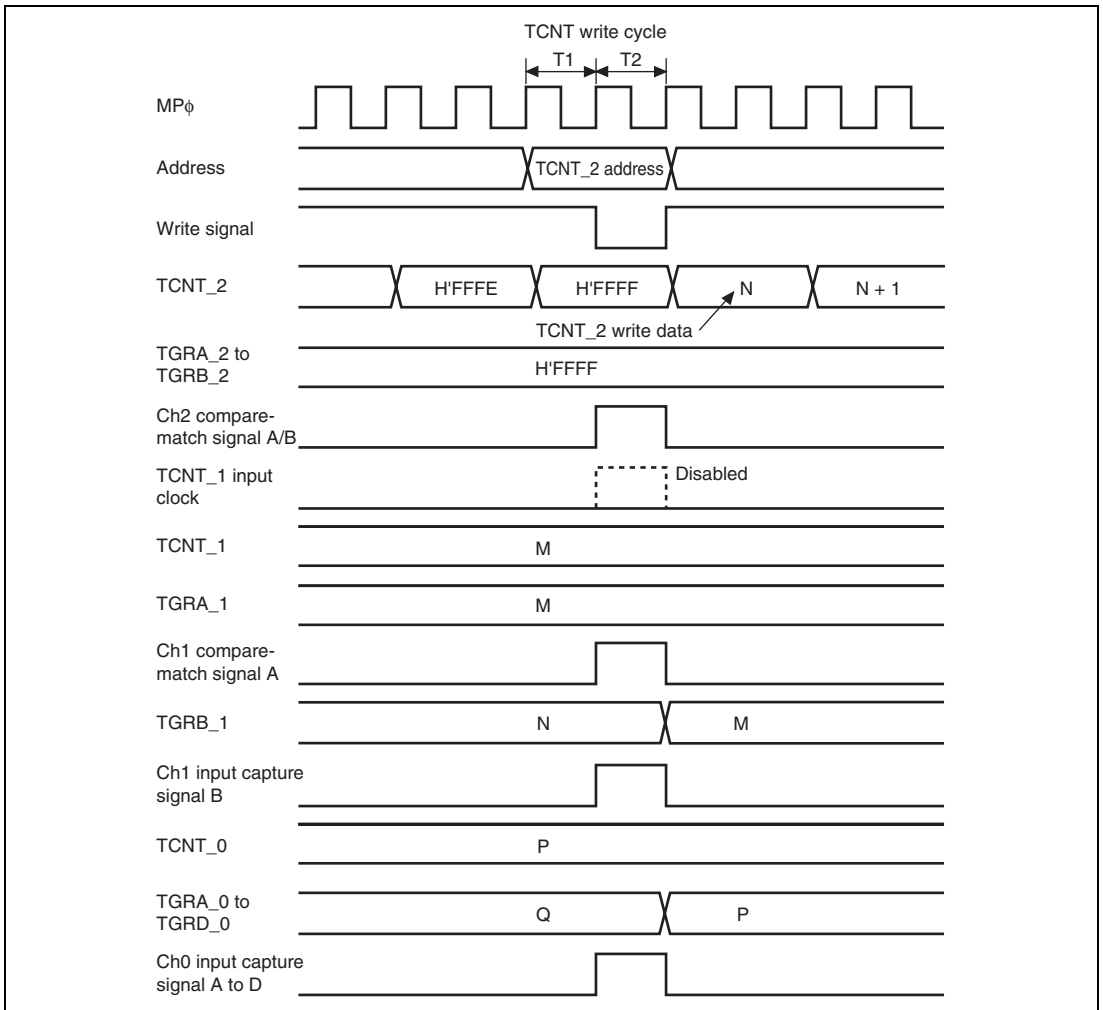 TCNT write cycle
T1 T2
MPϕ
Address
TCNT_2 address
Write signal
TCNT_2
H'FFFE H'FFFF N N + 1
TCNT_2 write data
TGRA_2 to
TGRB_2
H'FFFF
Ch2 compare-
match signal A/B
TCNT_1 input
clock
Disabled
TCNT_1
M
TGRA_1
M
Ch1 compare-
match signal A
TGRB_1
N M
Ch1 input capture
signal B
TCNT_0
P
TGRA_0 to
TGRD_0
Q P
Ch0 input capture
signal A to D